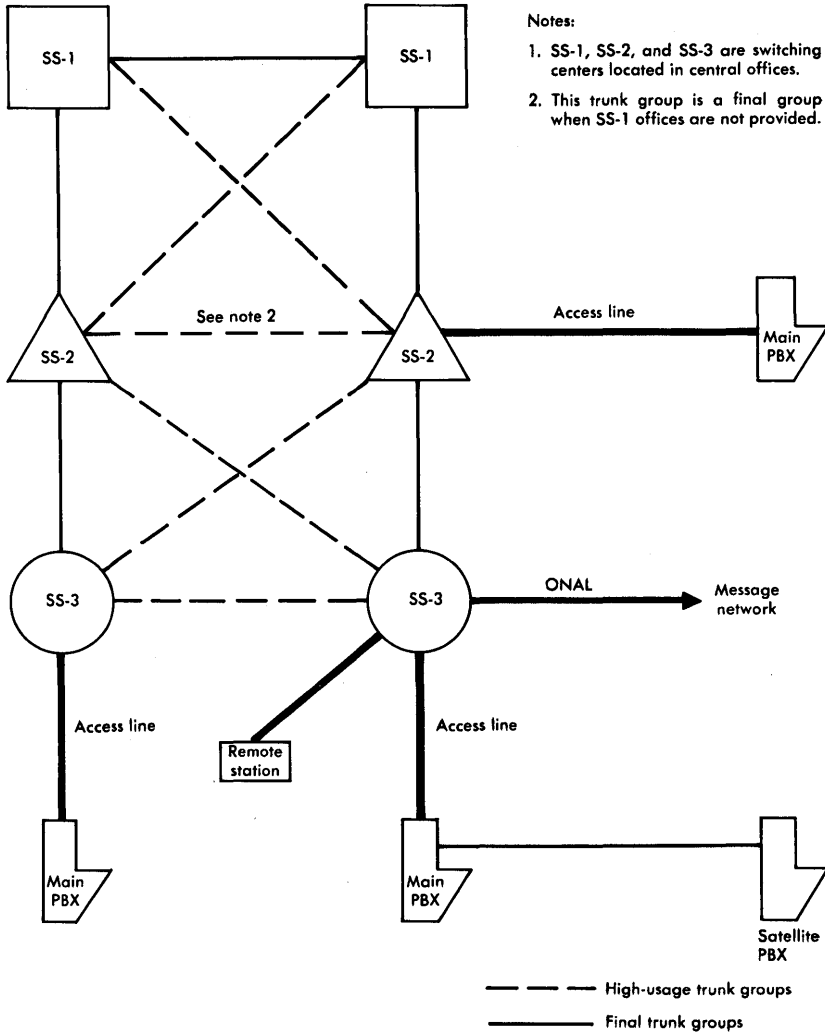 SS-1
SS-1
Notes:
1. SS-1, SS-2, and SS-3 are switching
centers located in central offices.
2. This trunk group is a final group
when SS-1 offices are not provided.
See note 2
Access line
SS-2
SS-2
Main
PBX
SS-3
SS-3
ONAL
Message
network
Access line
Remote
station
Access line
Main
PBX
Main
PBX
Satellite
PBX
High-usage trunk groups
Final trunk groups